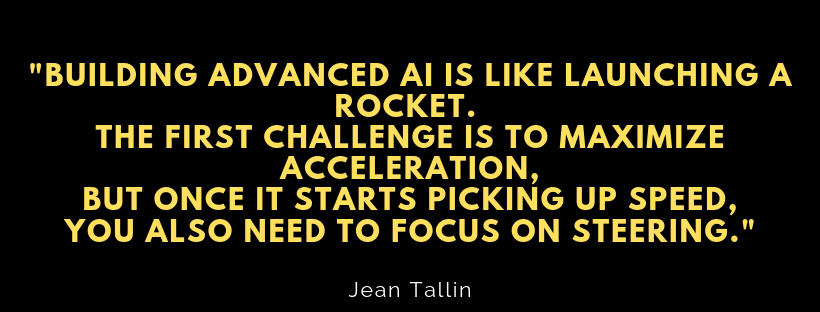 "BUILDING ADVANCED AI IS LIKE LAUNCHING A
ROCKET.
THE FIRST CHALLENGE IS TO MAXIMIZE
ACCELERATION,
BUT ONCE IT STARTS PICKING UP SPEED,
YOU ALSO NEED TO FOCUS ON STEERING."
Jean Tallin